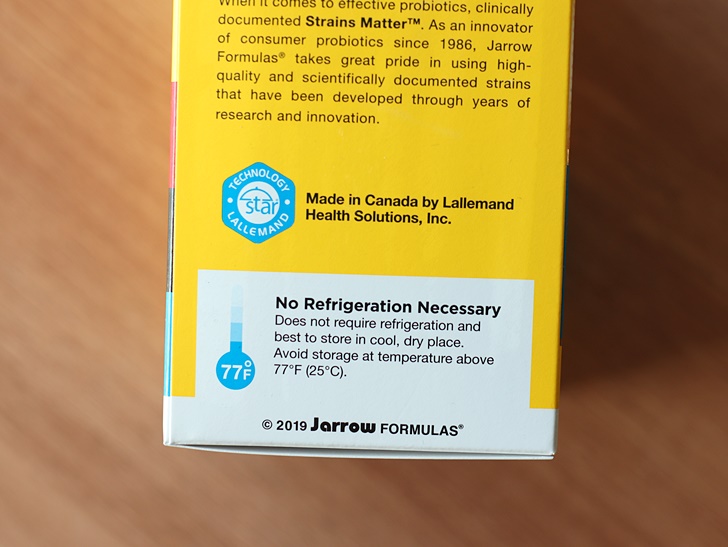 When it comes to effective probiotics, clinically
documented Strains Matter™. As an innovator
of consumer probiotics since 1986, Jarrow
Formulas® takes great pride in using high-
quality and scientifically documented strains
that have been developed through years of
research and innovation.
TECHNOLOGY
star
LALLEMAND
Made in Canada by Lallemand
Health Solutions, Inc.
No Refrigeration Necessary
Does not require refrigeration and
best to store in cool, dry place.
Avoid storage at temperature above
77°F (25°C).
77°F
© 2019 Jarrow FORMULAS®